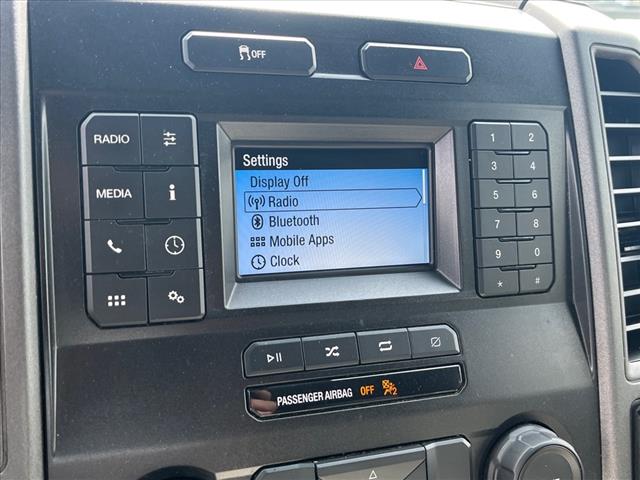 OFF
RADIO
MEDIA
Settings
Display Off
Radio
Bluetooth
Mobile Apps
Clock
1 2
3 4
5 6
7 8
9 0
* #
PASSENGER AIRBAG OFF 2